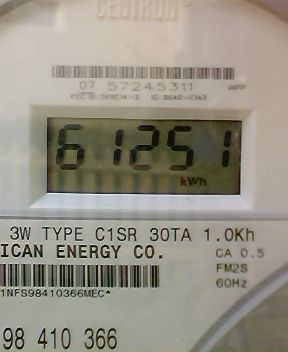 CENTRON
07 57245311
61251
kWh
3W TYPE C1SR 30TA 1.0Kh
ICAN ENERGY CO.
CA 0.5
FM2S
60Hz
1NFS98410366MEC*
98 410 366